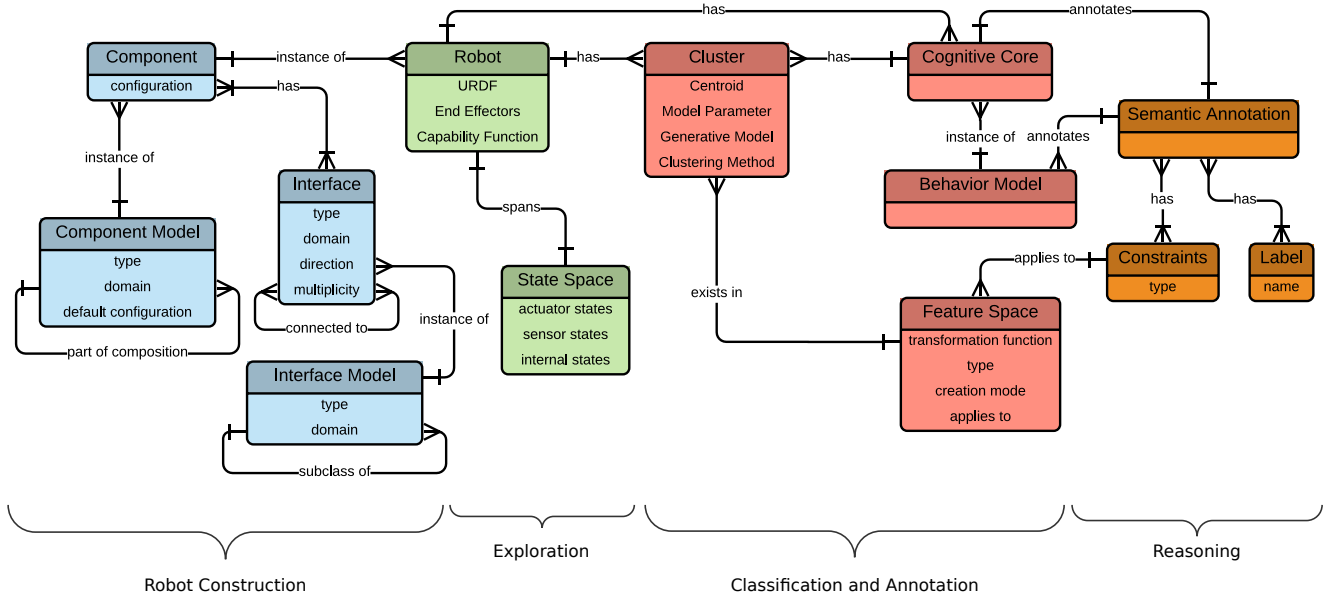 has
annotates
Component
configuration
instance of
Robot
URDF
End Effectors
Capability Function
has
Cluster
Centroid
Model Parameter
Generative Model
Clustering Method
has
Cognitive Core
has
instance of
annotates
Semantic Annotation
instance of
Interface
type
domain
direction
multiplicity
connected to
Behavior Model
has
has
spans
Component Model
type
domain
default configuration
part of composition
instance of
State Space
actuator states
sensor states
internal states
exists in
applies to
Constraints
type
Label
name
Feature Space
transformation function
type
creation mode
applies to
Interface Model
type
domain
subclass of
Robot Construction
Exploration
Classification and Annotation
Reasoning